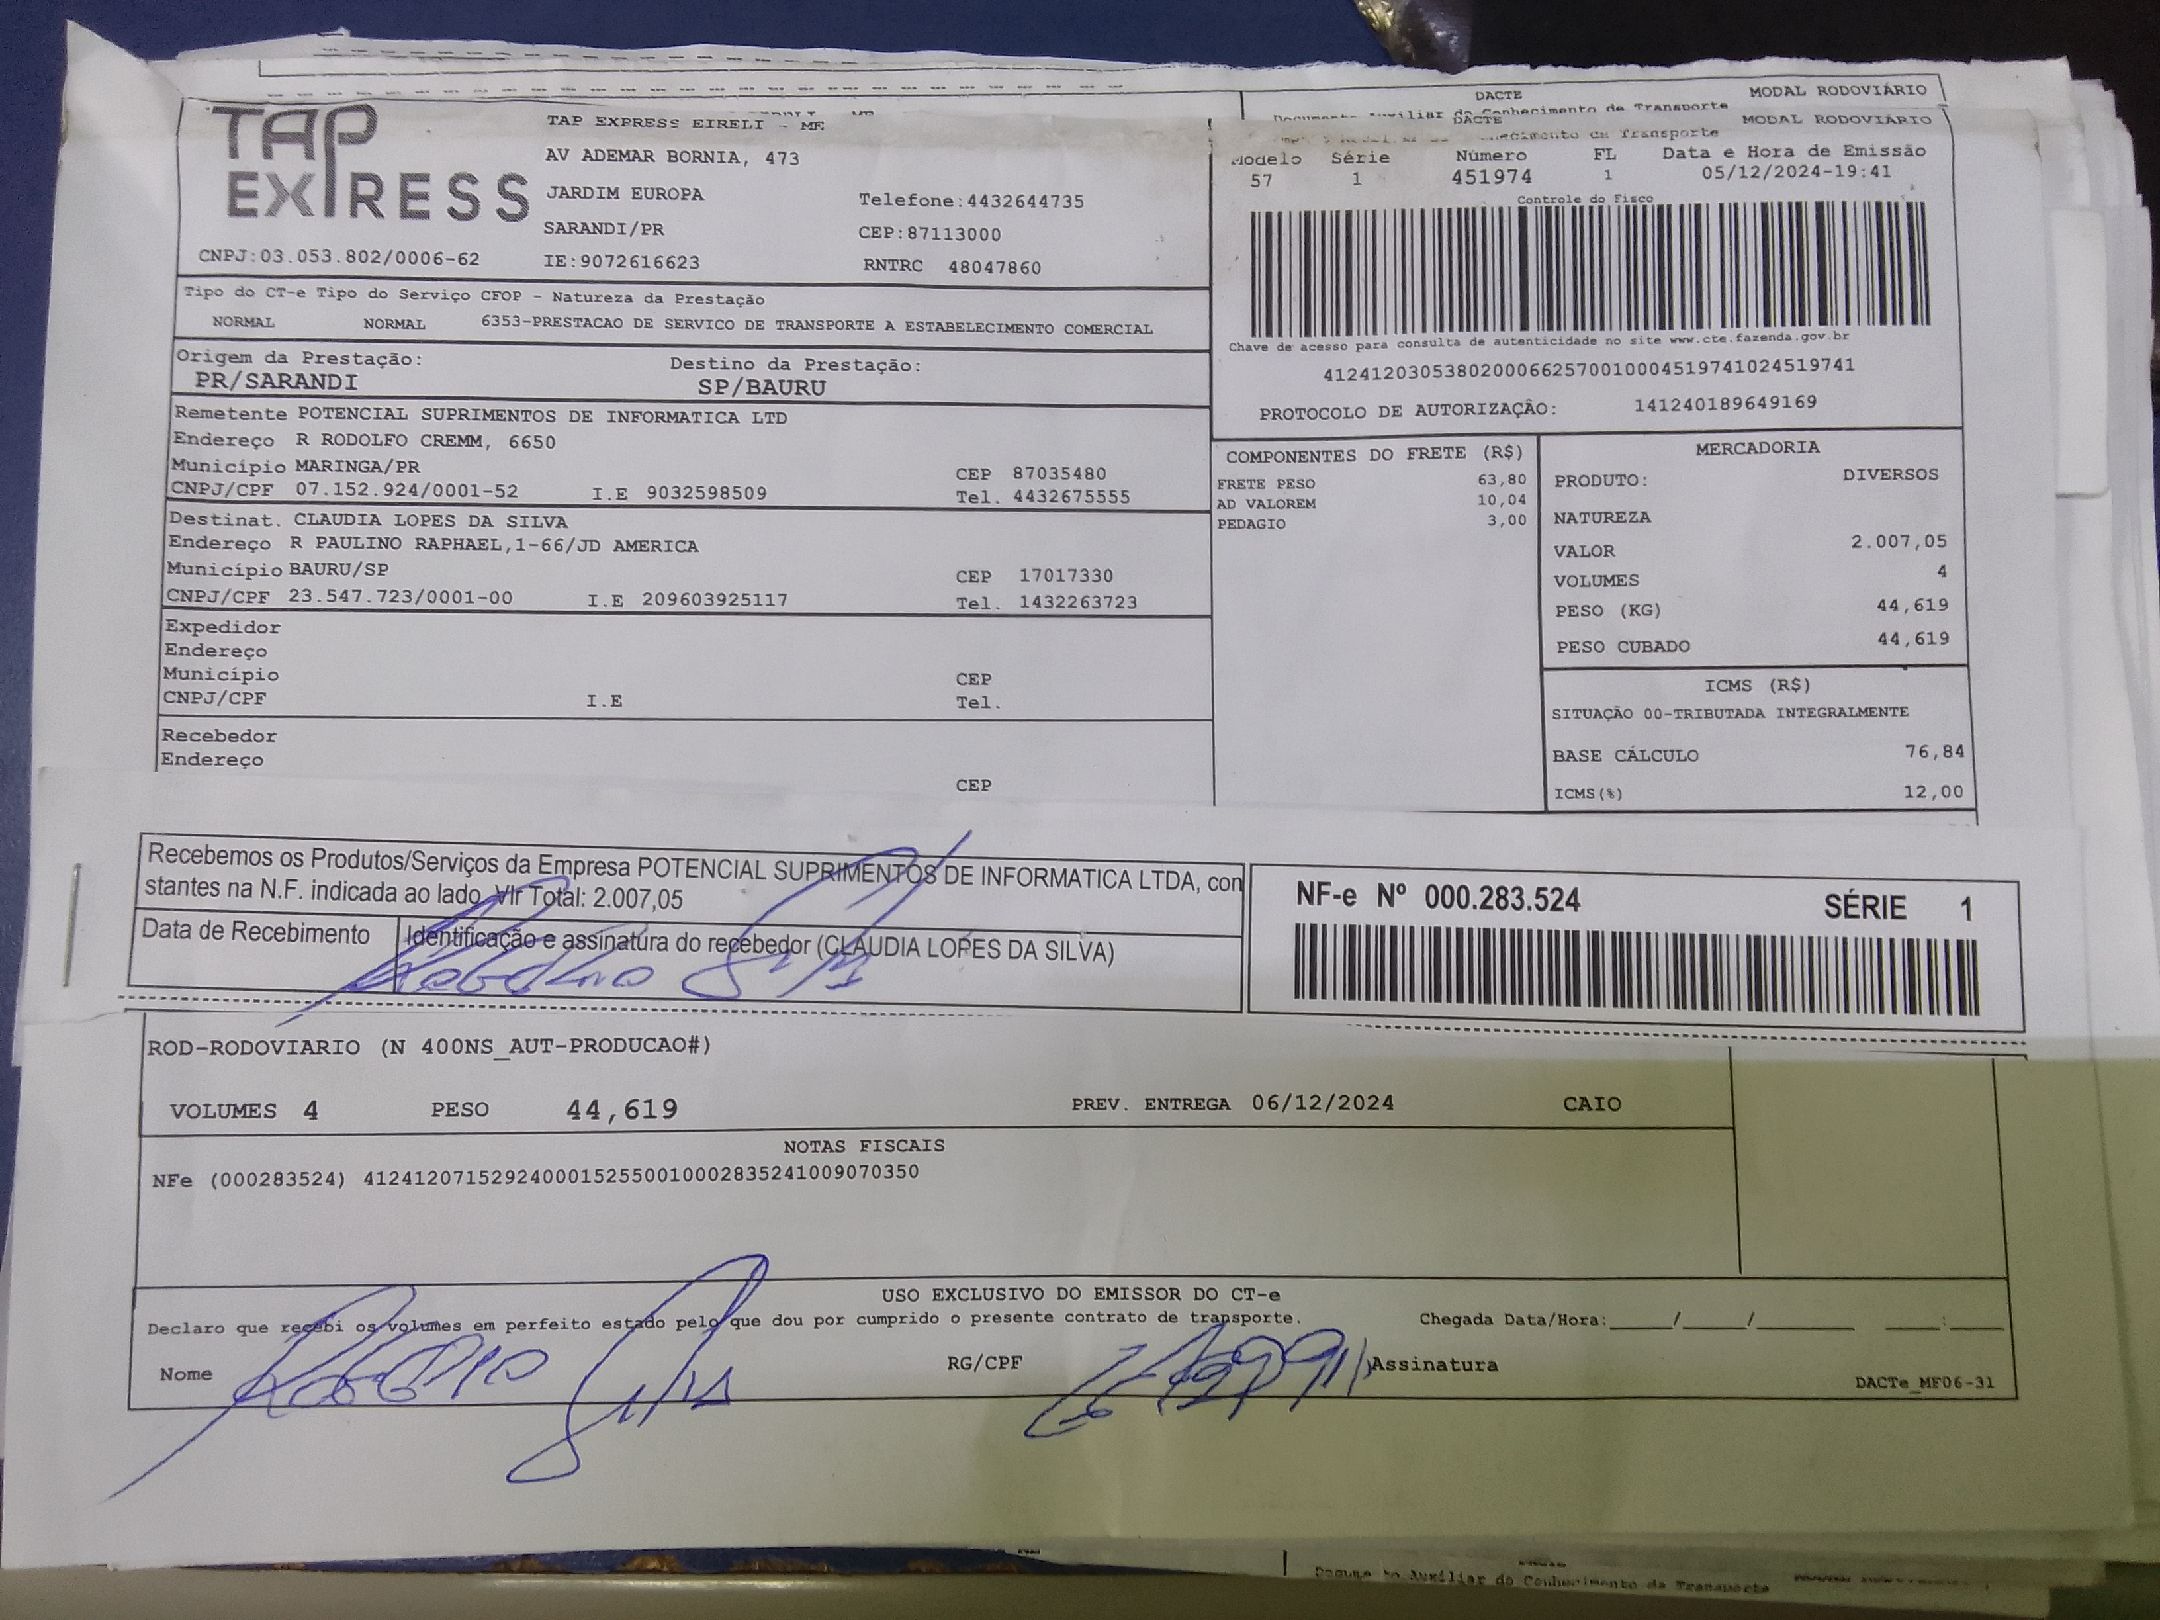 DACTE MODAL RODOVIÁRIO
DACTE MODAL RODOVIÁRIO
TAP EXPRESS
TAP EXPRESS EIRELI - ME
AV ADEMAR BORNIA, 473
JARDIM EUROPA Telefone:4432644735
SARANDI/PR CEP:87113000
CNPJ:03.053.802/0006-62 IE:9072616623 RNTRC 48047860
Modelo Série Número FL Data e Hora de Emissão
57 1 451974 1 05/12/2024-19:41
Controle do Fisco
Chave de acesso para consulta de autenticidade no site www.cte.fazenda.gov.br
41241203053802000662570010004519741024519741
PROTOCOLO DE AUTORIZAÇÃO: 141240189649169
Tipo do CT-e Tipo do Serviço CFOP - Natureza da Prestação
NORMAL NORMAL 6353-PRESTACAO DE SERVICO DE TRANSPORTE A ESTABELECIMENTO COMERCIAL
Origem da Prestação: Destino da Prestação:
PR/SARANDI SP/BAURU
Remetente POTENCIAL SUPRIMENTOS DE INFORMATICA LTD
Endereço R RODOLFO CREMM, 6650
Município MARINGA/PR CEP 87035480
CNPJ/CPF 07.152.924/0001-52 I.E 9032598509 Tel. 4432675555
Destinat. CLAUDIA LOPES DA SILVA
Endereço R PAULINO RAPHAEL,1-66/JD AMERICA
Município BAURU/SP CEP 17017330
CNPJ/CPF 23.547.723/0001-00 I.E 209603925117 Tel. 1432263723
Expedidor
Endereço
Município CEP
CNPJ/CPF I.E Tel.
Recebedor
Endereço
CEP
COMPONENTES DO FRETE (R$)
FRETE PESO 63,80
AD VALOREM 10,04
PEDAGIO 3,00
MERCADORIA
PRODUTO: DIVERSOS
NATUREZA
VALOR 2.007,05
VOLUMES 4
PESO (KG) 44,619
PESO CUBADO 44,619
ICMS (R$)
SITUAÇÃO 00-TRIBUTADA INTEGRALMENTE
BASE CÁLCULO 76,84
ICMS(%) 12,00
Recebemos os Produtos/Serviços da Empresa POTENCIAL SUPRIMENTOS DE INFORMATICA LTDA, con
stantes na N.F. indicada ao lado. Vlr Total: 2.007,05
Data de Recebimento Identificação e assinatura do recebedor (CLAUDIA LOPES DA SILVA)
NF-e Nº 000.283.524 SÉRIE 1
ROD-RODOVIARIO (N 400NS_AUT-PRODUCAO#)
VOLUMES 4 PESO 44,619 PREV. ENTREGA 06/12/2024 CAIO
NOTAS FISCAIS
NFe (000283524) 41241207152924000152550010002835241009070350
USO EXCLUSIVO DO EMISSOR DO CT-e
Declaro que recebi os volumes em perfeito estado pelo que dou por cumprido o presente contrato de transporte. Chegada Data/Hora:_____/_____/________ ____:____
Nome RG/CPF Assinatura
DACTe_MF06-31